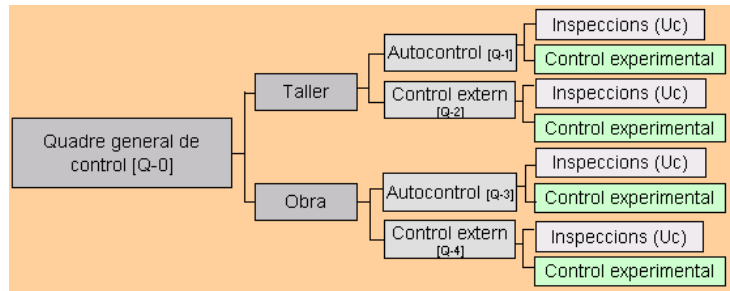 Quadre general de
control [Q-0]
Taller
Autocontrol [Q-1]
Inspeccions (Uc)
Control experimental
Control extern
[Q-2]
Inspeccions (Uc)
Control experimental
Obra
Autocontrol [Q-3]
Inspeccions (Uc)
Control experimental
Control extern
[Q-4]
Inspeccions (Uc)
Control experimental